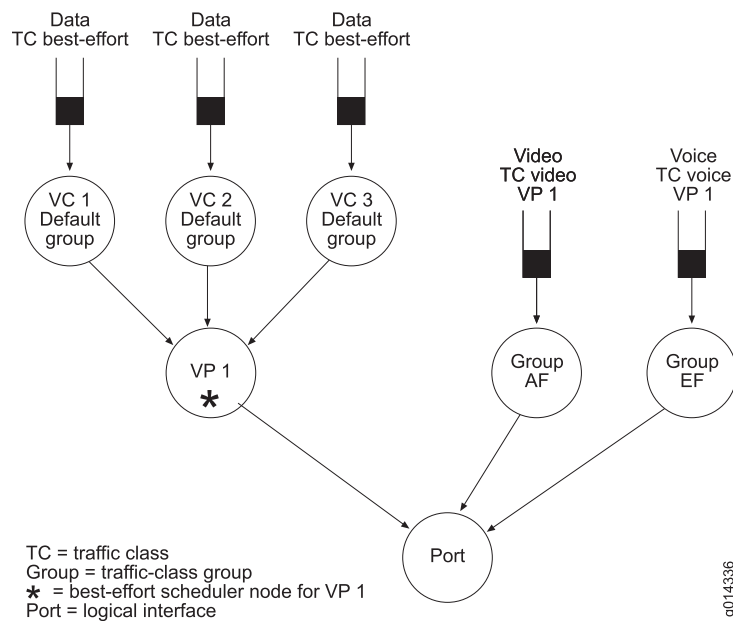 Data
TC best-effort
Data
TC best-effort
Data
TC best-effort
Video
TC video
VP 1
Voice
TC voice
VP 1
VC 1
Default
group
VC 2
Default
group
VC 3
Default
group
VP 1
*
Group
AF
Group
EF
Port
TC = traffic class
Group = traffic-class group
* = best-effort scheduler node for VP 1
Port = logical interface
g014336